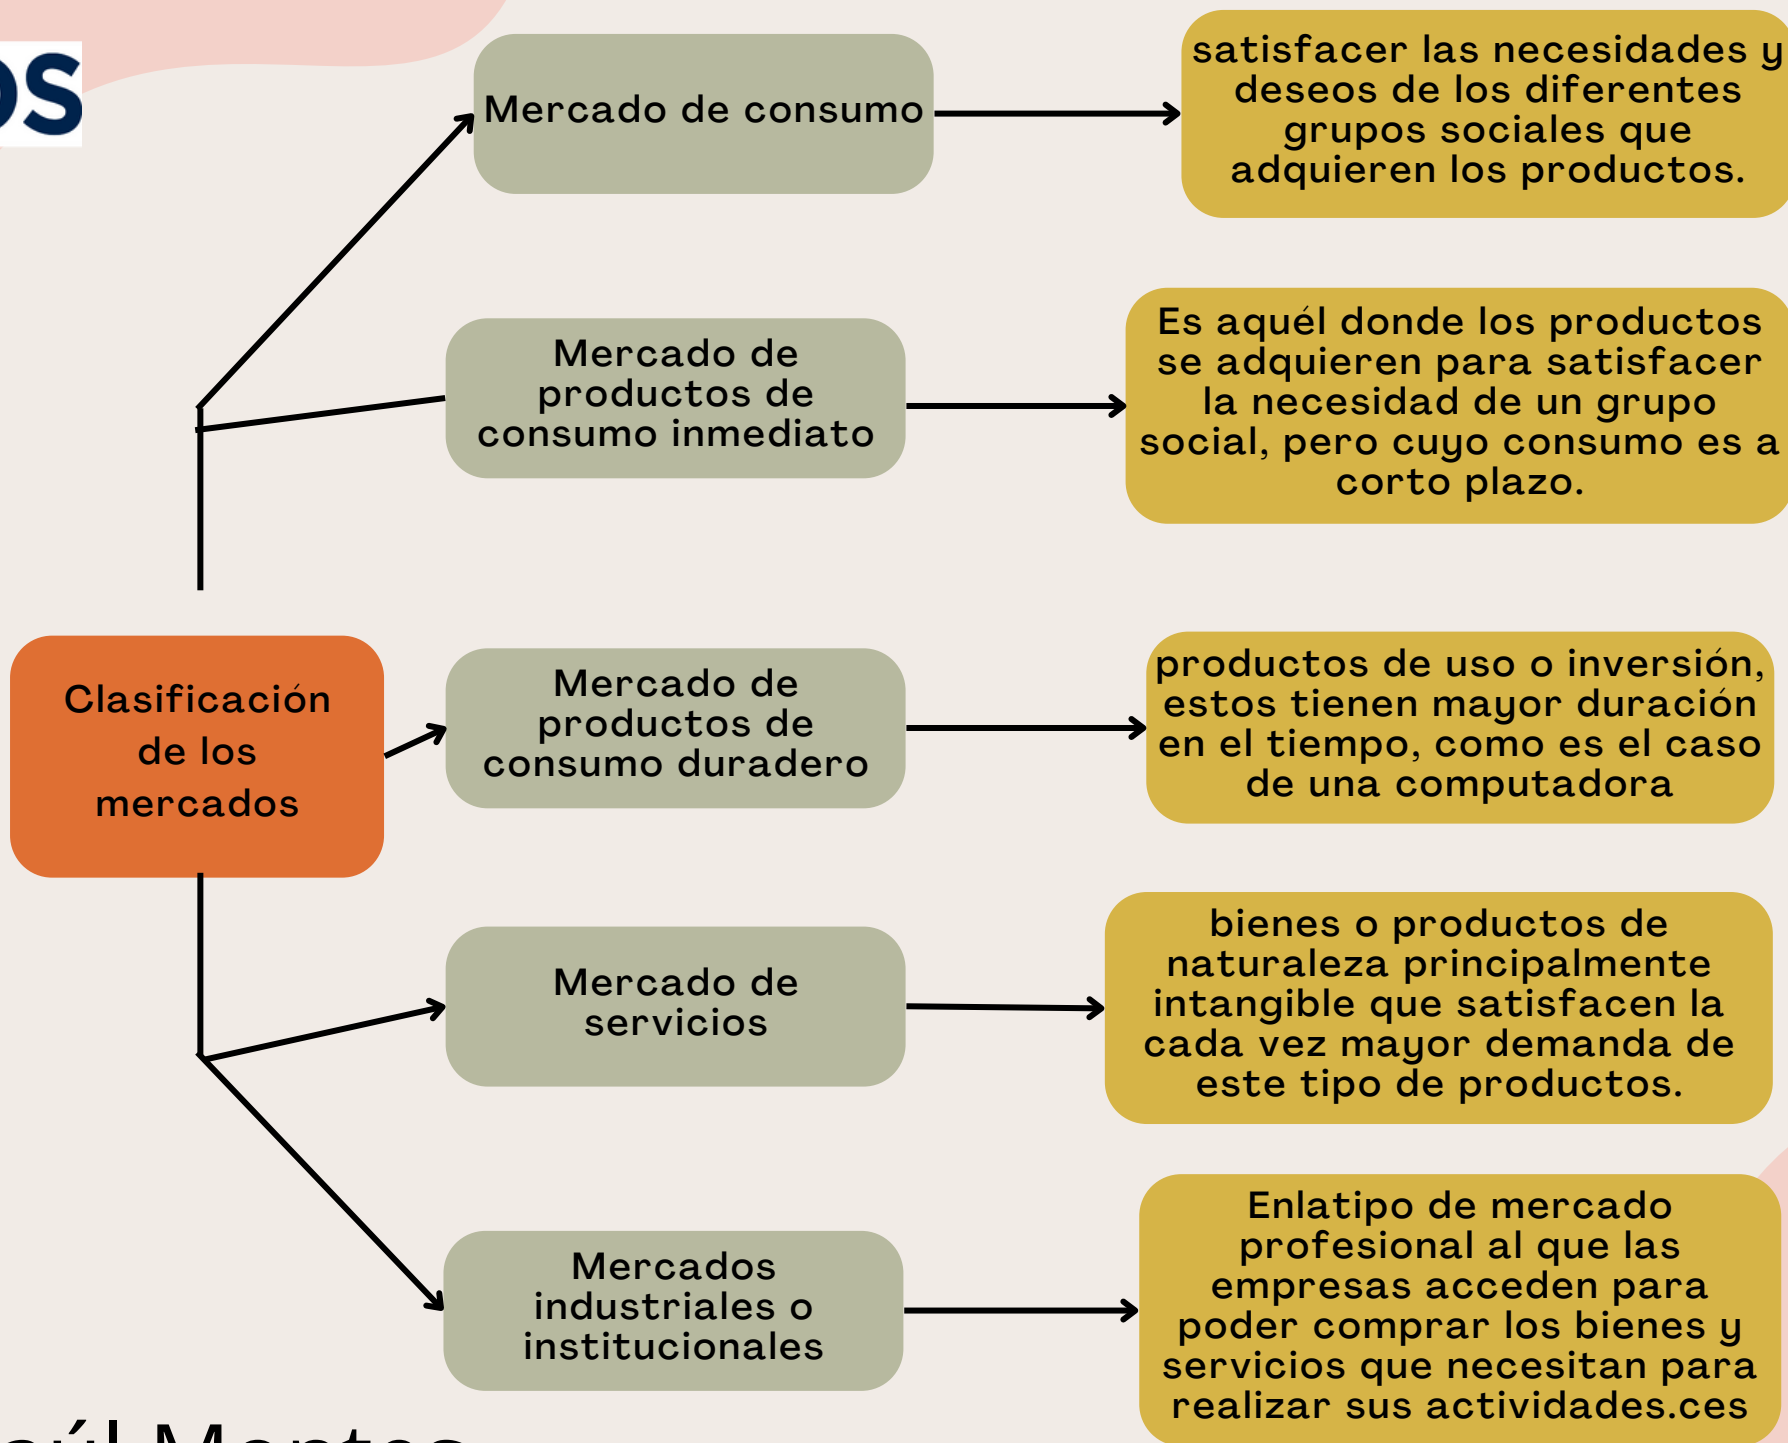 OS
Mercado de consumo
satisfacer las necesidades y
deseos de los diferentes
grupos sociales que
adquieren los productos.
Mercado de
productos de
consumo inmediato
Es aquél donde los productos
se adquieren para satisfacer
la necesidad de un grupo
social, pero cuyo consumo es a
corto plazo.
Clasificación
de los
mercados
Mercado de
productos de
consumo duradero
productos de uso o inversión,
estos tienen mayor duración
en el tiempo, como es el caso
de una computadora
Mercado de
servicios
bienes o productos de
naturaleza principalmente
intangible que satisfacen la
cada vez mayor demanda de
este tipo de productos.
Mercados
industriales o
institucionales
Enlatipo de mercado
profesional al que las
empresas acceden para
poder comprar los bienes y
servicios que necesitan para
realizar sus actividades.ces